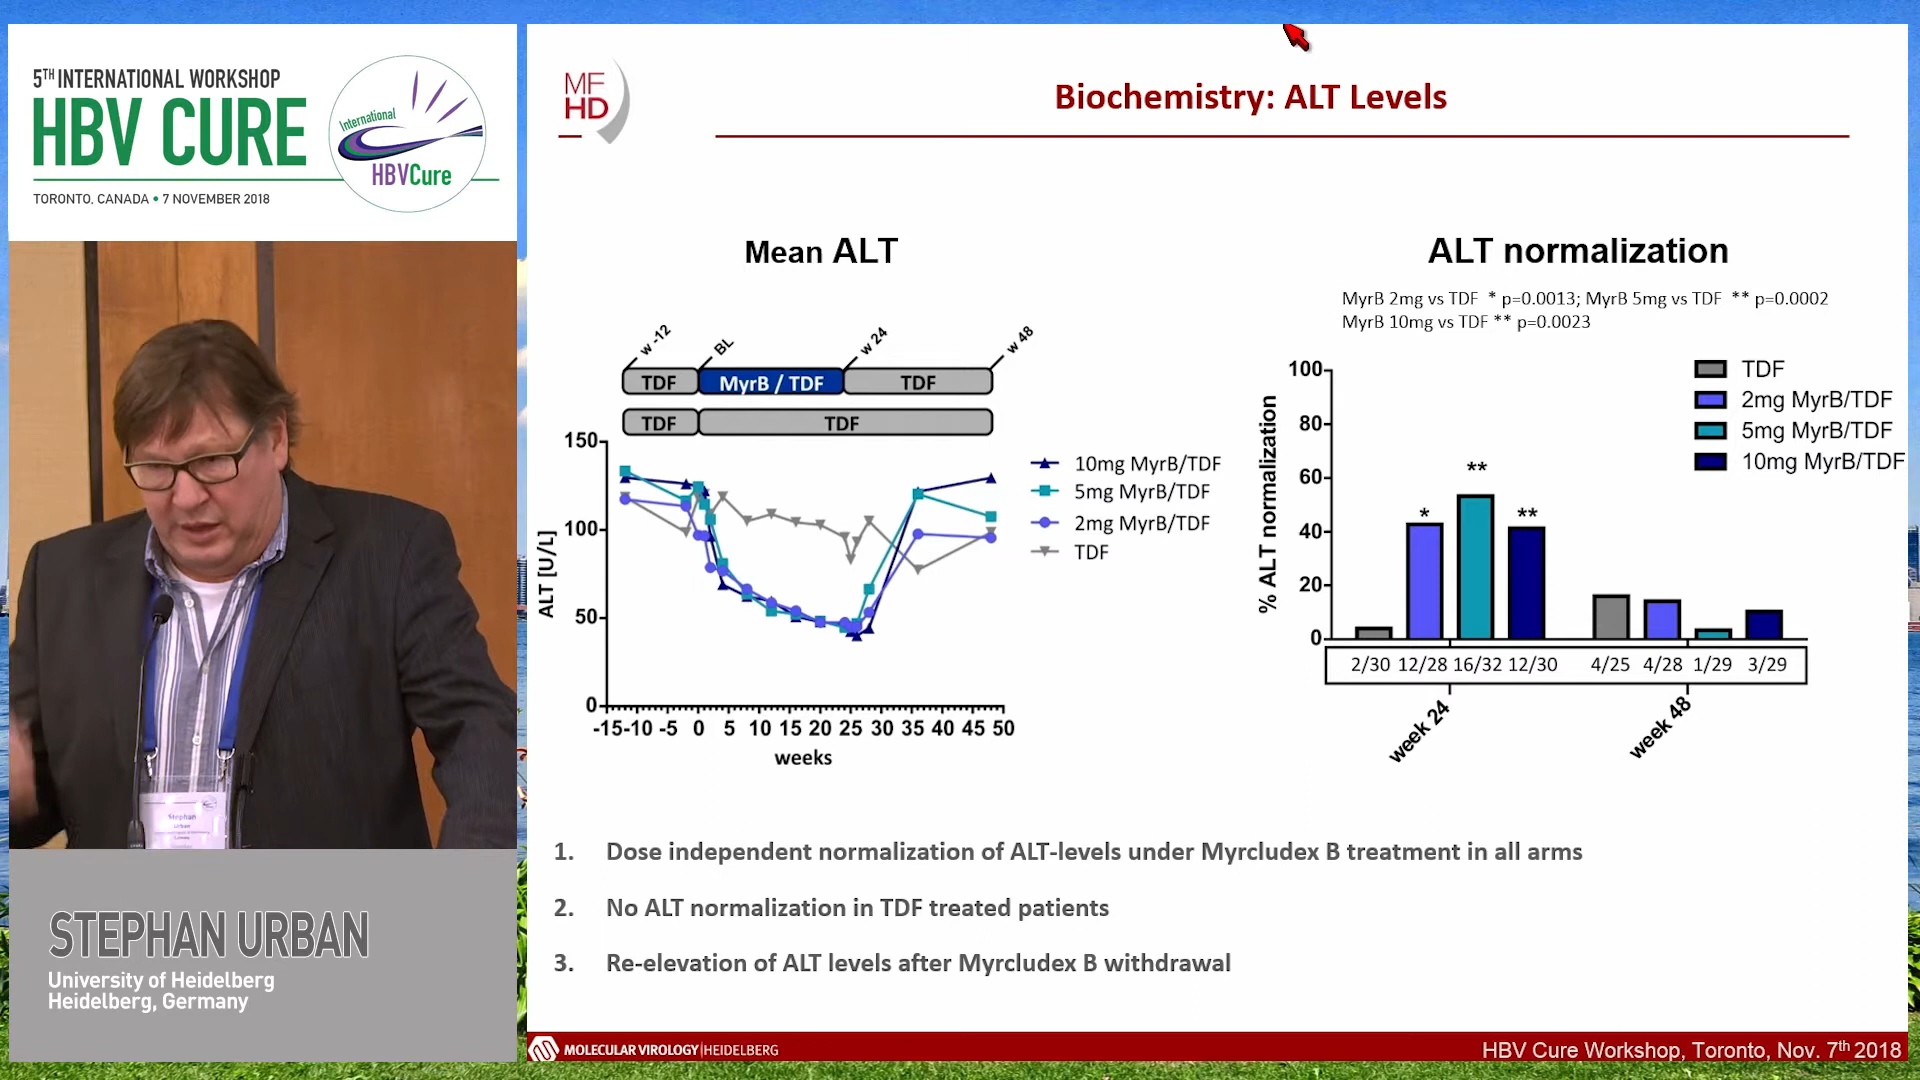 5TH INTERNATIONAL WORKSHOP
HBV CURE
TORONTO, CANADA • 7 NOVEMBER 2018
International
HBVCure
Stephan
Urban
STEPHAN URBAN
University of Heidelberg
Heidelberg, Germany
MF
HD
Biochemistry: ALT Levels
Mean ALT
w -12
BL
w 24
w 48
TDF
MyrB / TDF
TDF
TDF
TDF
150
100
50
0
ALT [U/L]
-15 -10 -5 0 5 10 15 20 25 30 35 40 45 50
weeks
10mg MyrB/TDF
5mg MyrB/TDF
2mg MyrB/TDF
TDF
ALT normalization
MyrB 2mg vs TDF * p=0.0013; MyrB 5mg vs TDF ** p=0.0002
MyrB 10mg vs TDF ** p=0.0023
100
80
60
40
20
0
% ALT normalization
TDF
2mg MyrB/TDF
5mg MyrB/TDF
10mg MyrB/TDF
* ** **
2/30 12/28 16/32 12/30 4/25 4/28 1/29 3/29
week 24
week 48
1. Dose independent normalization of ALT-levels under Myrcludex B treatment in all arms
2. No ALT normalization in TDF treated patients
3. Re-elevation of ALT levels after Myrcludex B withdrawal
MOLECULAR VIROLOGY|HEIDELBERG
HBV Cure Workshop, Toronto, Nov. 7th 2018